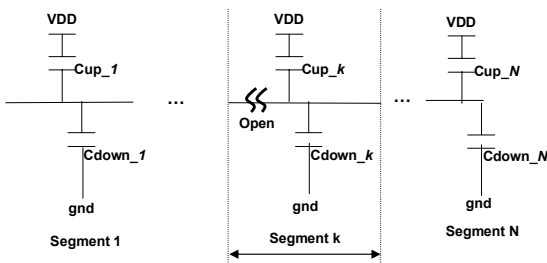 VDD VDD VDD
Cup_1 Cup_k Cup_N
... ...
Open
Cdown_1 Cdown_k Cdown_N
gnd gnd gnd
Segment 1 Segment k Segment N